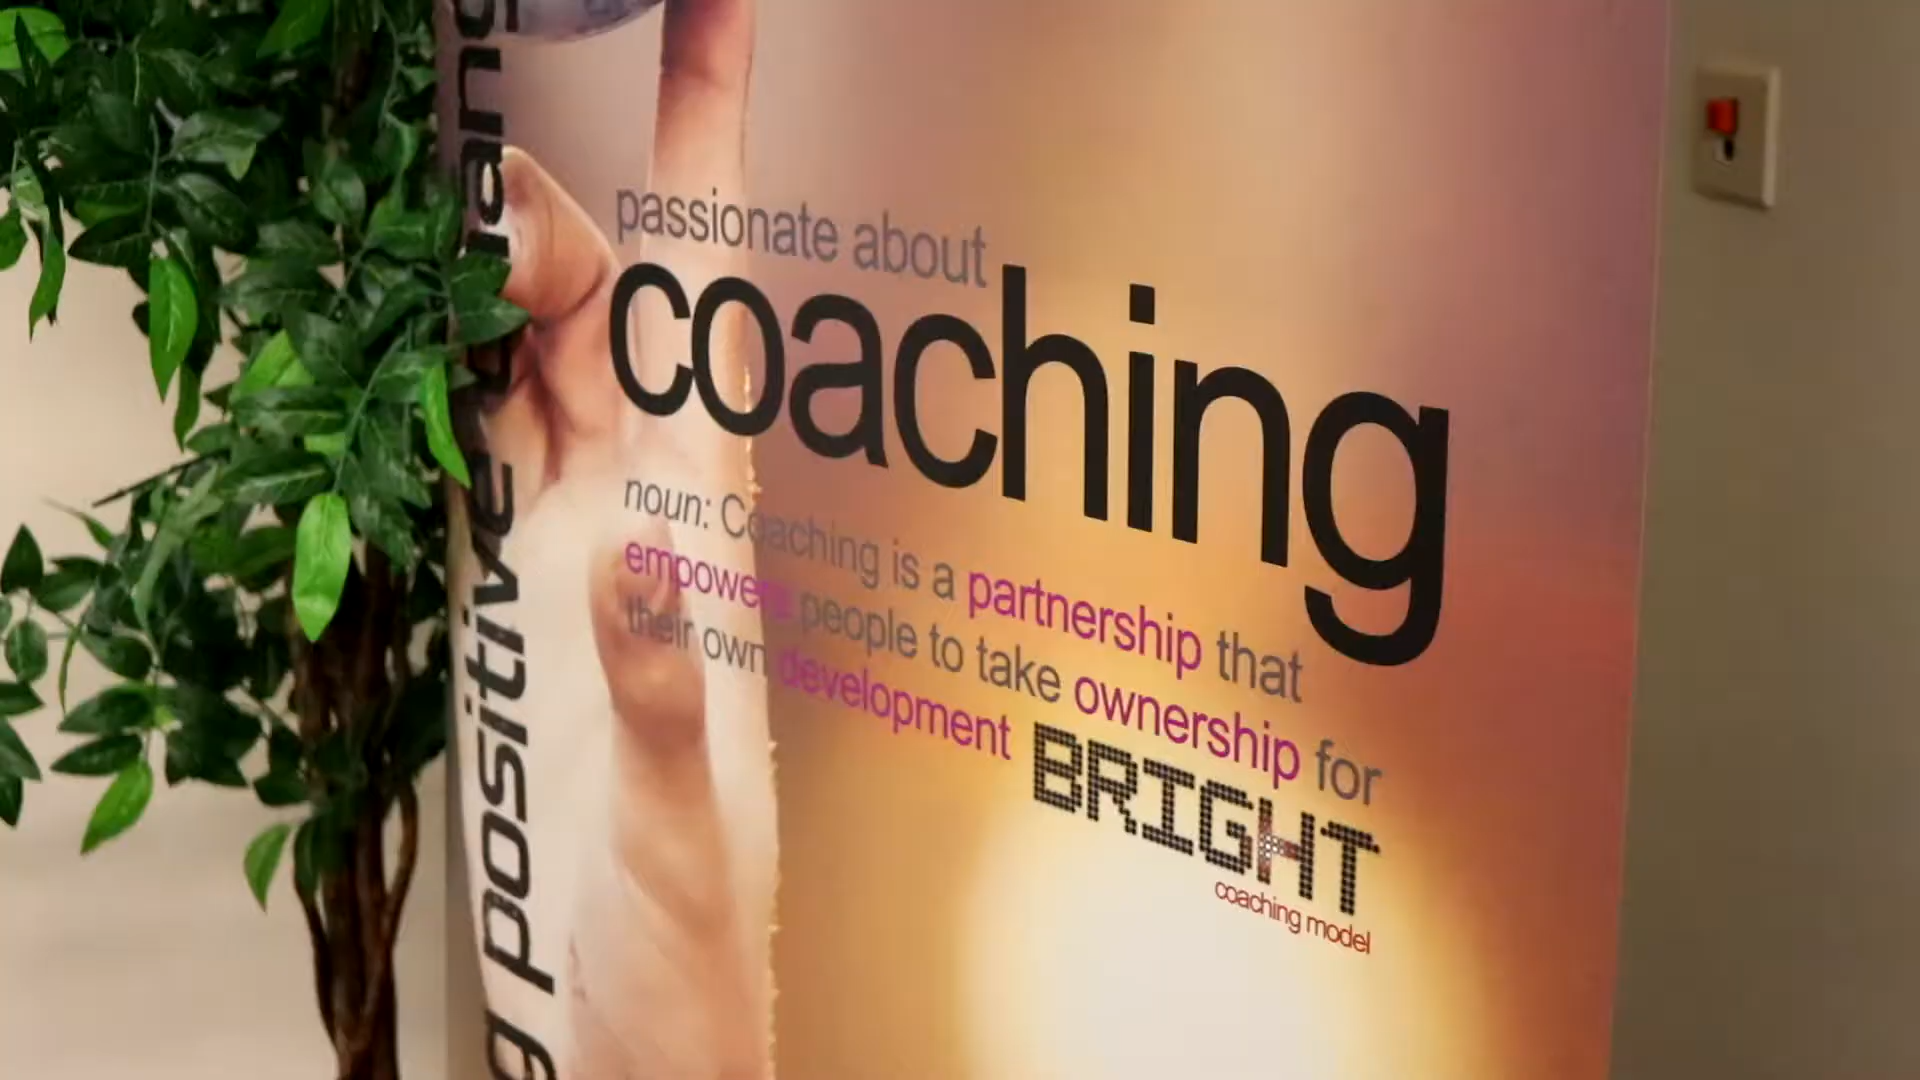 passionate about
coaching
noun: Coaching is a partnership that
empowers people to take ownership for
their own development
BRIGHT
coaching model
positive